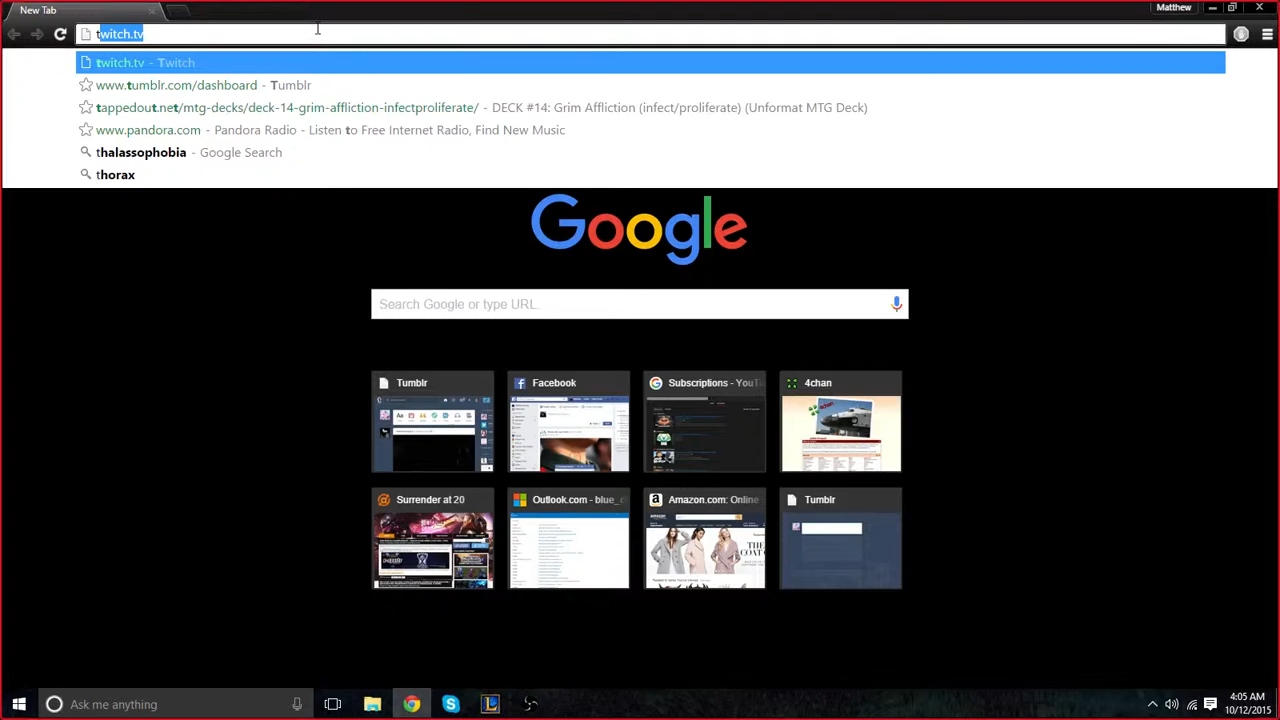 New Tab
Matthew
twitch.tv
twitch.tv - Twitch
www.tumblr.com/dashboard - Tumblr
tappedout.net/mtg-decks/deck-14-grim-affliction-infectproliferate/ - DECK #14: Grim Affliction (infect/proliferate) (Unformat MTG Deck)
www.pandora.com - Pandora Radio - Listen to Free Internet Radio, Find New Music
thalassophobia - Google Search
thorax
Google
Search Google or type URL.
Tumblr
Facebook
Subscriptions - YouT
4chan
Surrender at 20
Outlook.com - blue_
Amazon.com: Online
Tumblr
Ask me anything
4:05 AM
10/12/2015